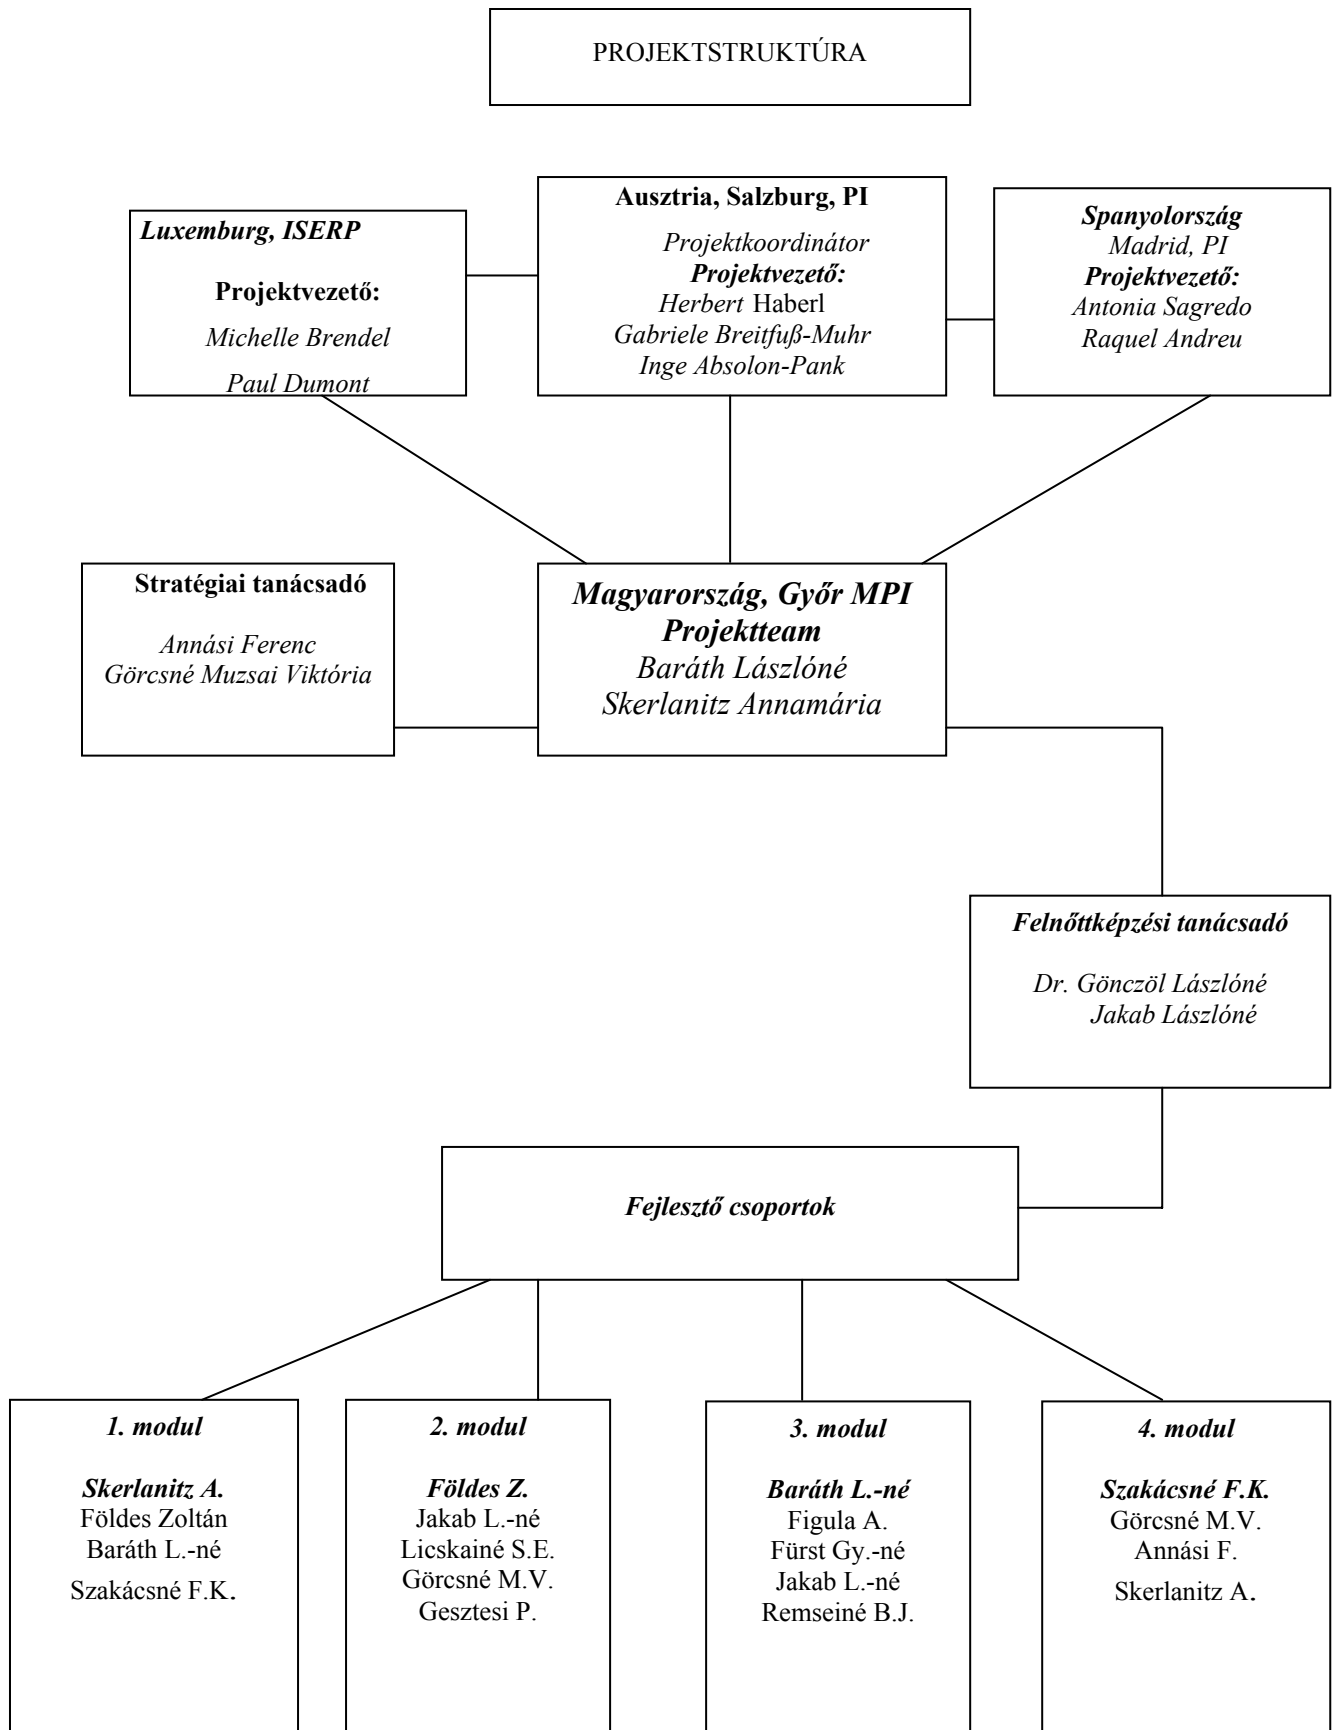 PROJEKTSTRUKTÚRA
Luxemburg, ISERP
Projektvezető:
Michelle Brendel
Paul Dumont
Ausztria, Salzburg, PI
Projektkoordinátor
Projektvezető:
Herbert Haberl
Gabriele Breitfuß-Muhr
Inge Absolon-Pank
Spanyolország
Madrid, PI
Projektvezető:
Antonia Sagredo
Raquel Andreu
Stratégiai tanácsadó
Annási Ferenc
Görcsné Muzsai Viktória
Magyarország, Győr MPI
Projektteam
Baráth Lászlóné
Skerlanitz Annamária
Felnőttképzési tanácsadó
Dr. Gönczöl Lászlóné
Jakab Lászlóné
Fejlesztő csoportok
1. modul
Skerlanitz A.
Földes Zoltán
Baráth L.-né
Szakácsné F.K.
2. modul
Földes Z.
Jakab L.-né
Licskainé S.E.
Görcsné M.V.
Gesztesi P.
3. modul
Baráth L.-né
Figula A.
Fürst Gy.-né
Jakab L.-né
Remseiné B.J.
4. modul
Szakácsné F.K.
Görcsné M.V.
Annási F.
Skerlanitz A.